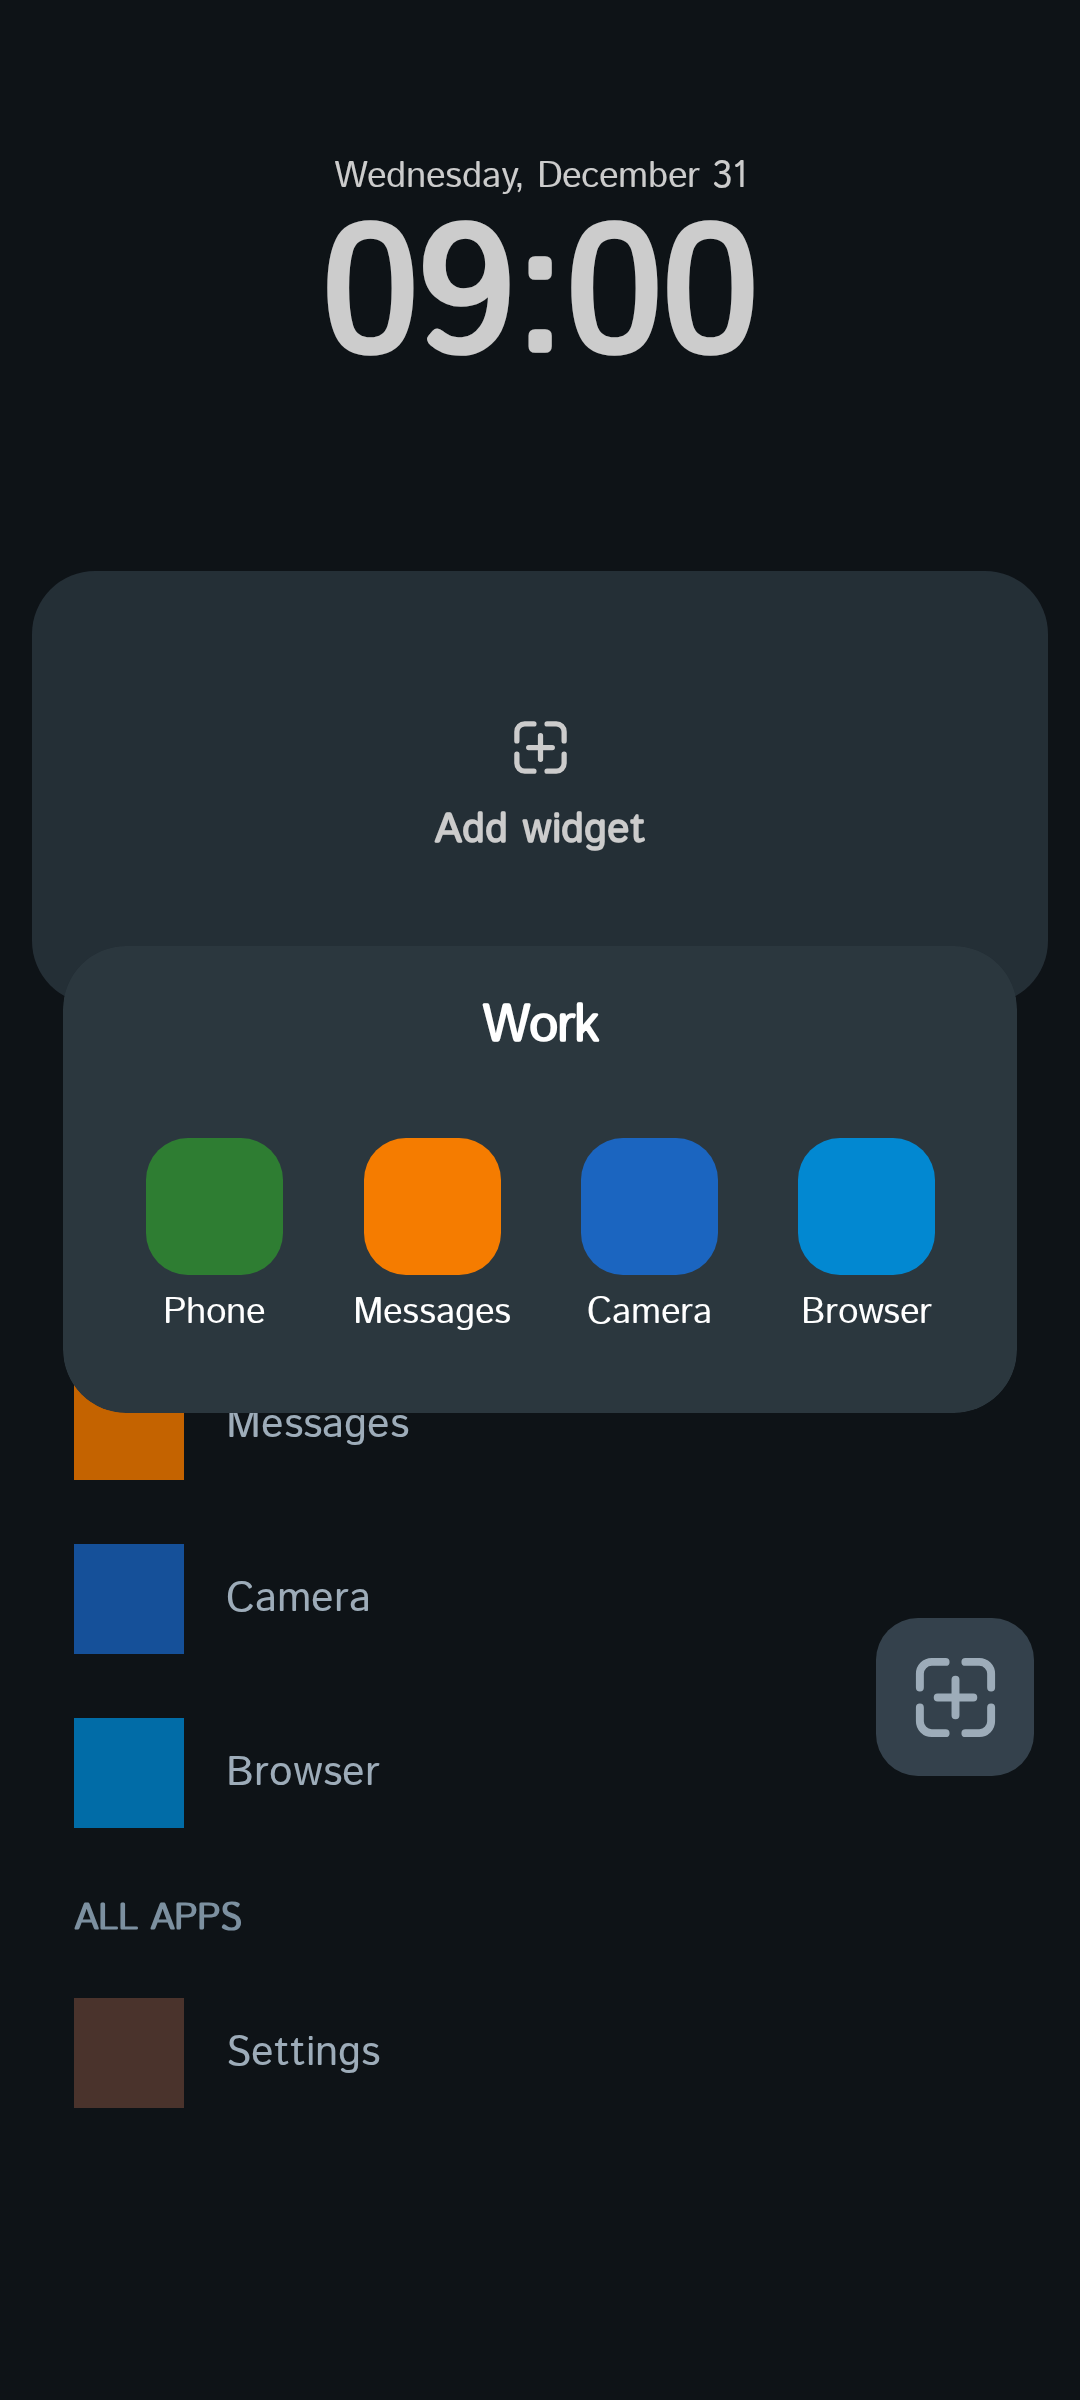 Wednesday, December 31
09:00
Add widget
Work
Phone Messages Camera Browser
Messages
Camera
Browser
ALL APPS
Settings